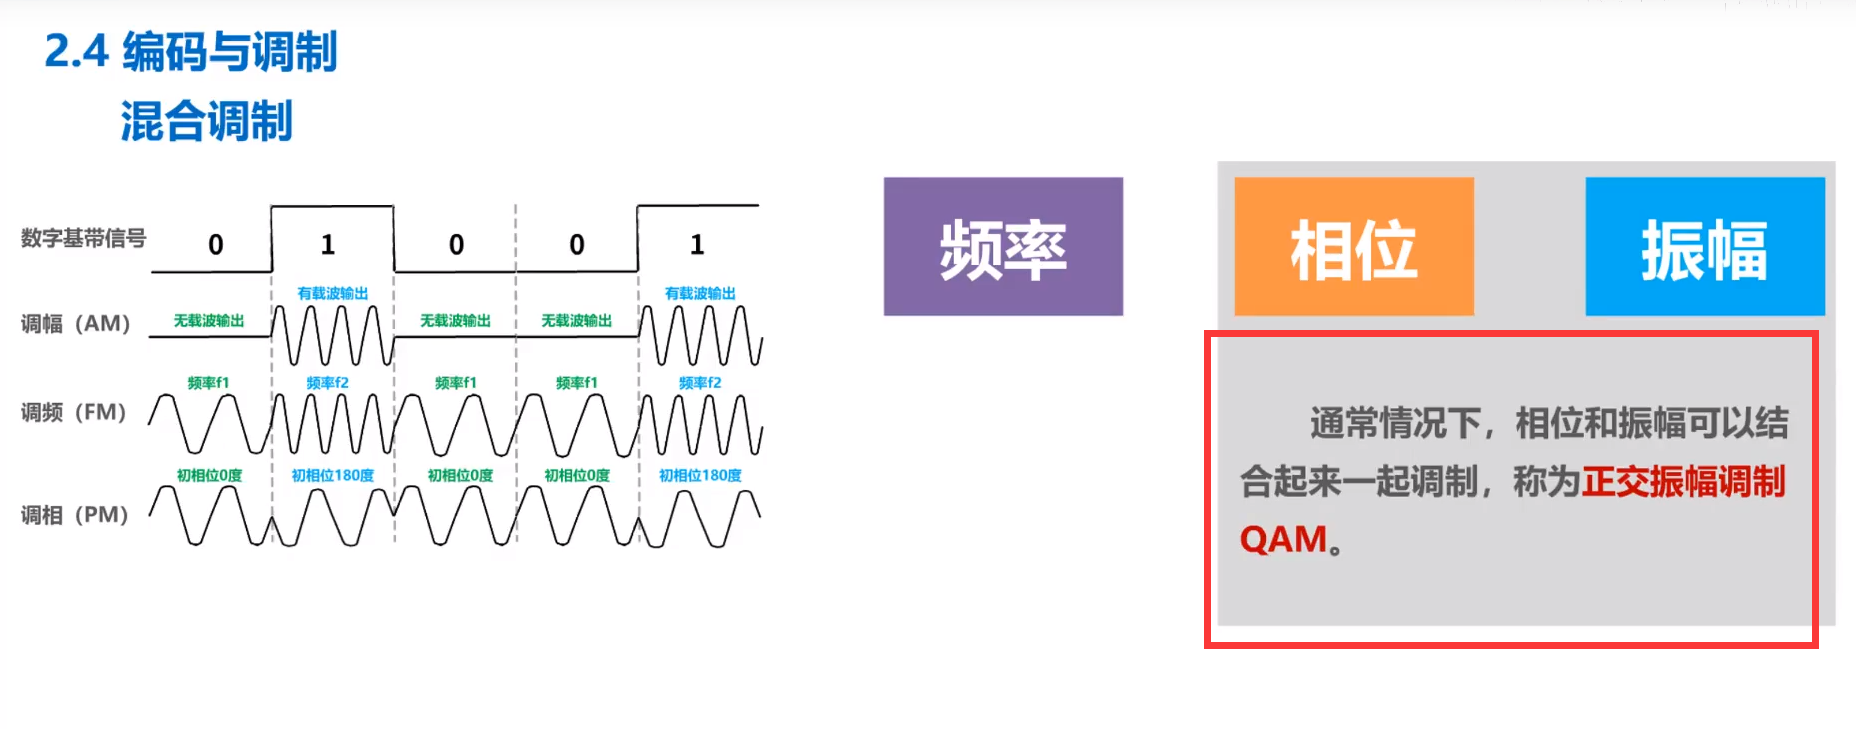 2.4 编码与调制
混合调制
数字基带信号
0
1
0
0
1
调幅（AM）
无载波输出
有载波输出
无载波输出
无载波输出
有载波输出
调频（FM）
频率f1
频率f2
频率f1
频率f1
频率f2
调相（PM）
初相位0度
初相位180度
初相位0度
初相位0度
初相位180度
频率
相位
振幅
通常情况下，相位和振幅可以结
合起来一起调制，称为正交振幅调制
QAM。